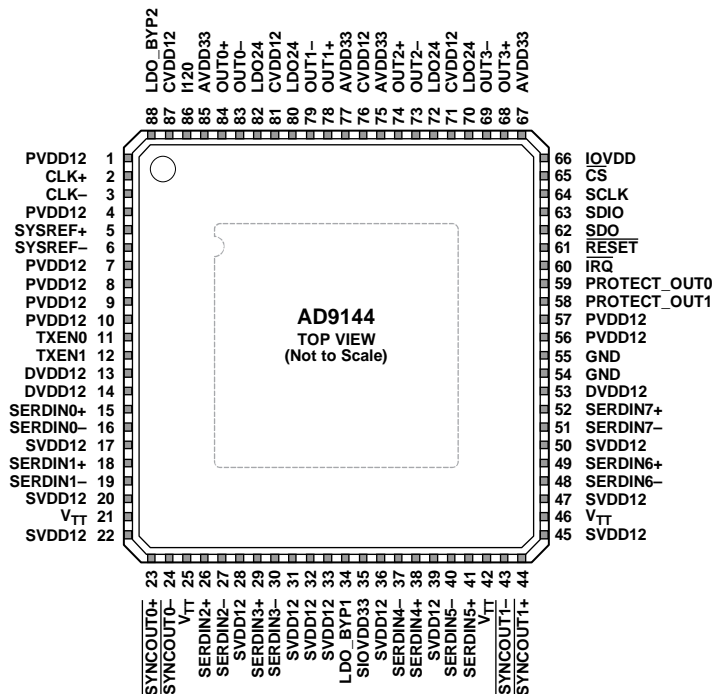 88 LDO_BYP2
87 CVDD12
86 I120
85 AVDD33
84 OUT0+
83 OUT0–
82 LDO24
81 CVDD12
80 LDO24
79 OUT1–
78 OUT1+
77 AVDD33
76 CVDD12
75 AVDD33
74 OUT2+
73 OUT2–
72 LDO24
71 CVDD12
70 LDO24
69 OUT3–
68 OUT3+
67 AVDD33
PVDD12 1
CLK+ 2
CLK– 3
PVDD12 4
SYSREF+ 5
SYSREF– 6
PVDD12 7
PVDD12 8
PVDD12 9
PVDD12 10
TXEN0 11
TXEN1 12
DVDD12 13
DVDD12 14
SERDIN0+ 15
SERDIN0– 16
SVDD12 17
SERDIN1+ 18
SERDIN1– 19
SVDD12 20
VTT 21
SVDD12 22
AD9144
TOP VIEW
(Not to Scale)
66 IOVDD
65 CS
64 SCLK
63 SDIO
62 SDO
61 RESET
60 IRQ
59 PROTECT_OUT0
58 PROTECT_OUT1
57 PVDD12
56 PVDD12
55 GND
54 GND
53 DVDD12
52 SERDIN7+
51 SERDIN7–
50 SVDD12
49 SERDIN6+
48 SERDIN6–
47 SVDD12
46 VTT
45 SVDD12
SYNCOUT0+ 23
SYNCOUT0– 24
VTT 25
SERDIN2+ 26
SERDIN2– 27
SVDD12 28
SERDIN3+ 29
SERDIN3– 30
SVDD12 31
SVDD12 32
SVDD12 33
LDO_BYP1 34
SIOVDD33 35
SVDD12 36
SERDIN4– 37
SERDIN4+ 38
SVDD12 39
SERDIN5– 40
SERDIN5+ 41
VTT 42
SYNCOUT1– 43
SYNCOUT1+ 44